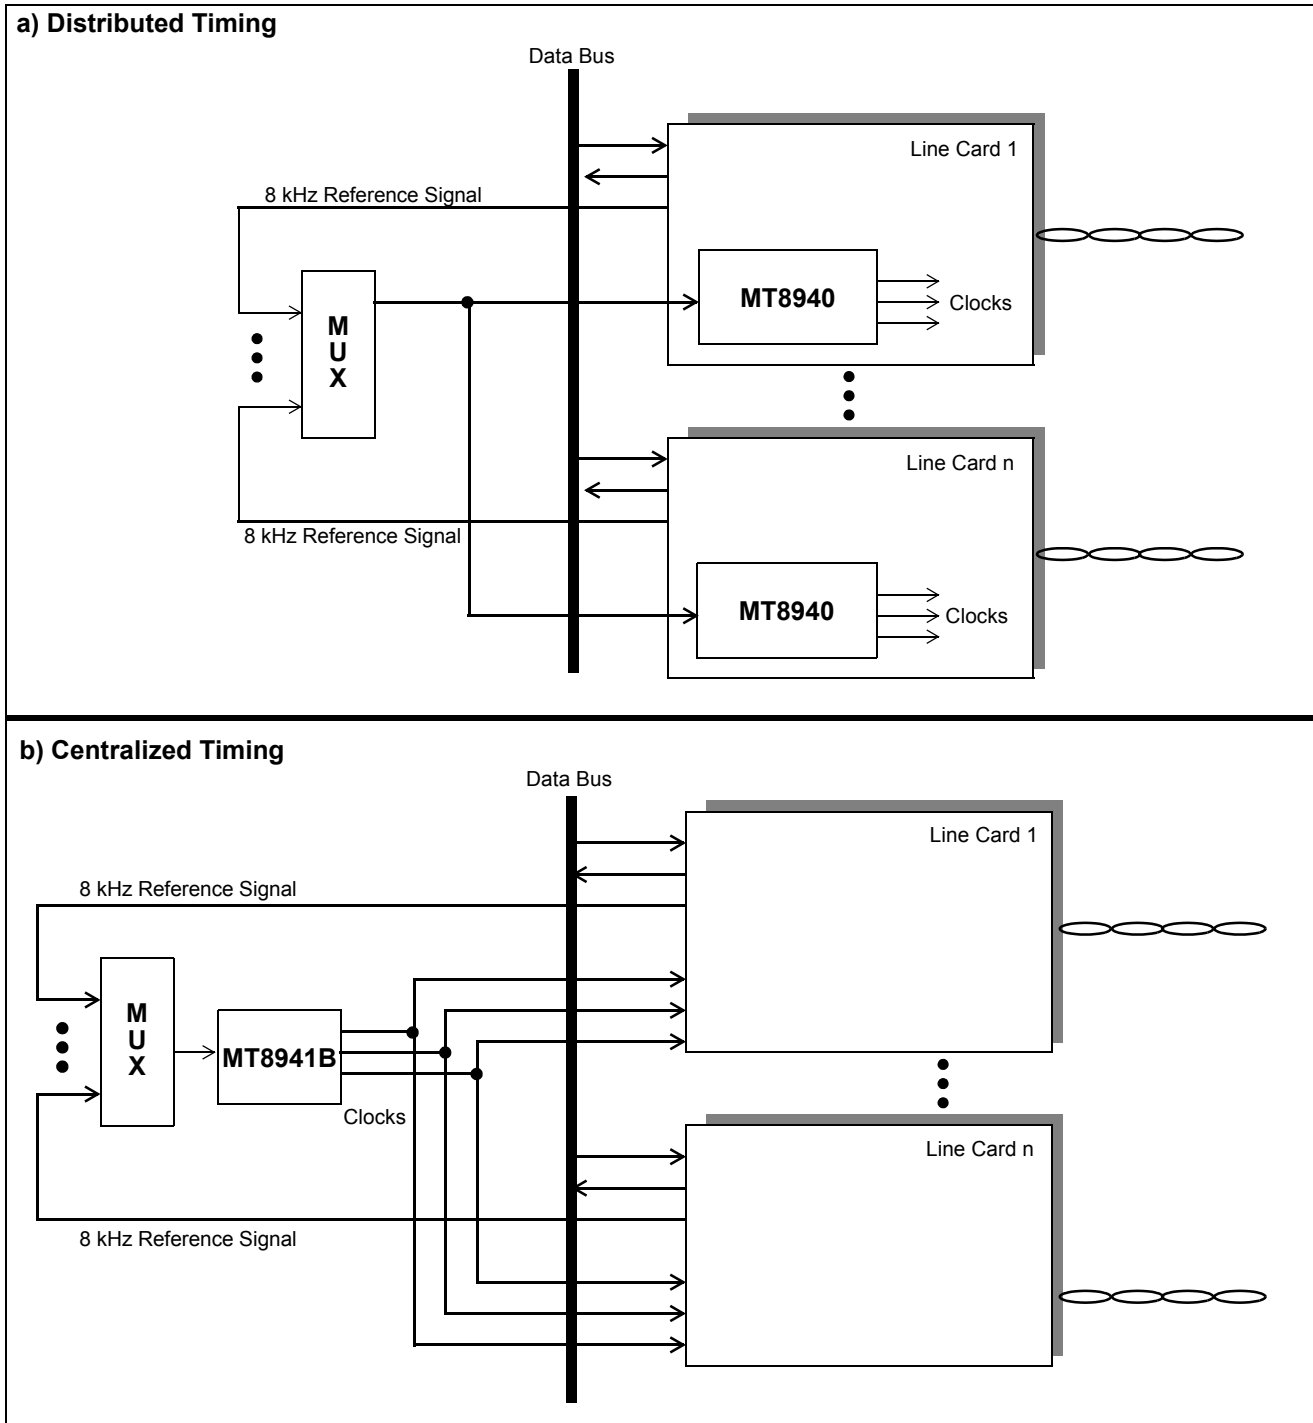 a) Distributed Timing
Data Bus
Line Card 1
8 kHz Reference Signal
MT8940
Clocks
M
U
X
Line Card n
8 kHz Reference Signal
MT8940
Clocks
b) Centralized Timing
Data Bus
Line Card 1
8 kHz Reference Signal
M
U
X
MT8941B
Clocks
Line Card n
8 kHz Reference Signal